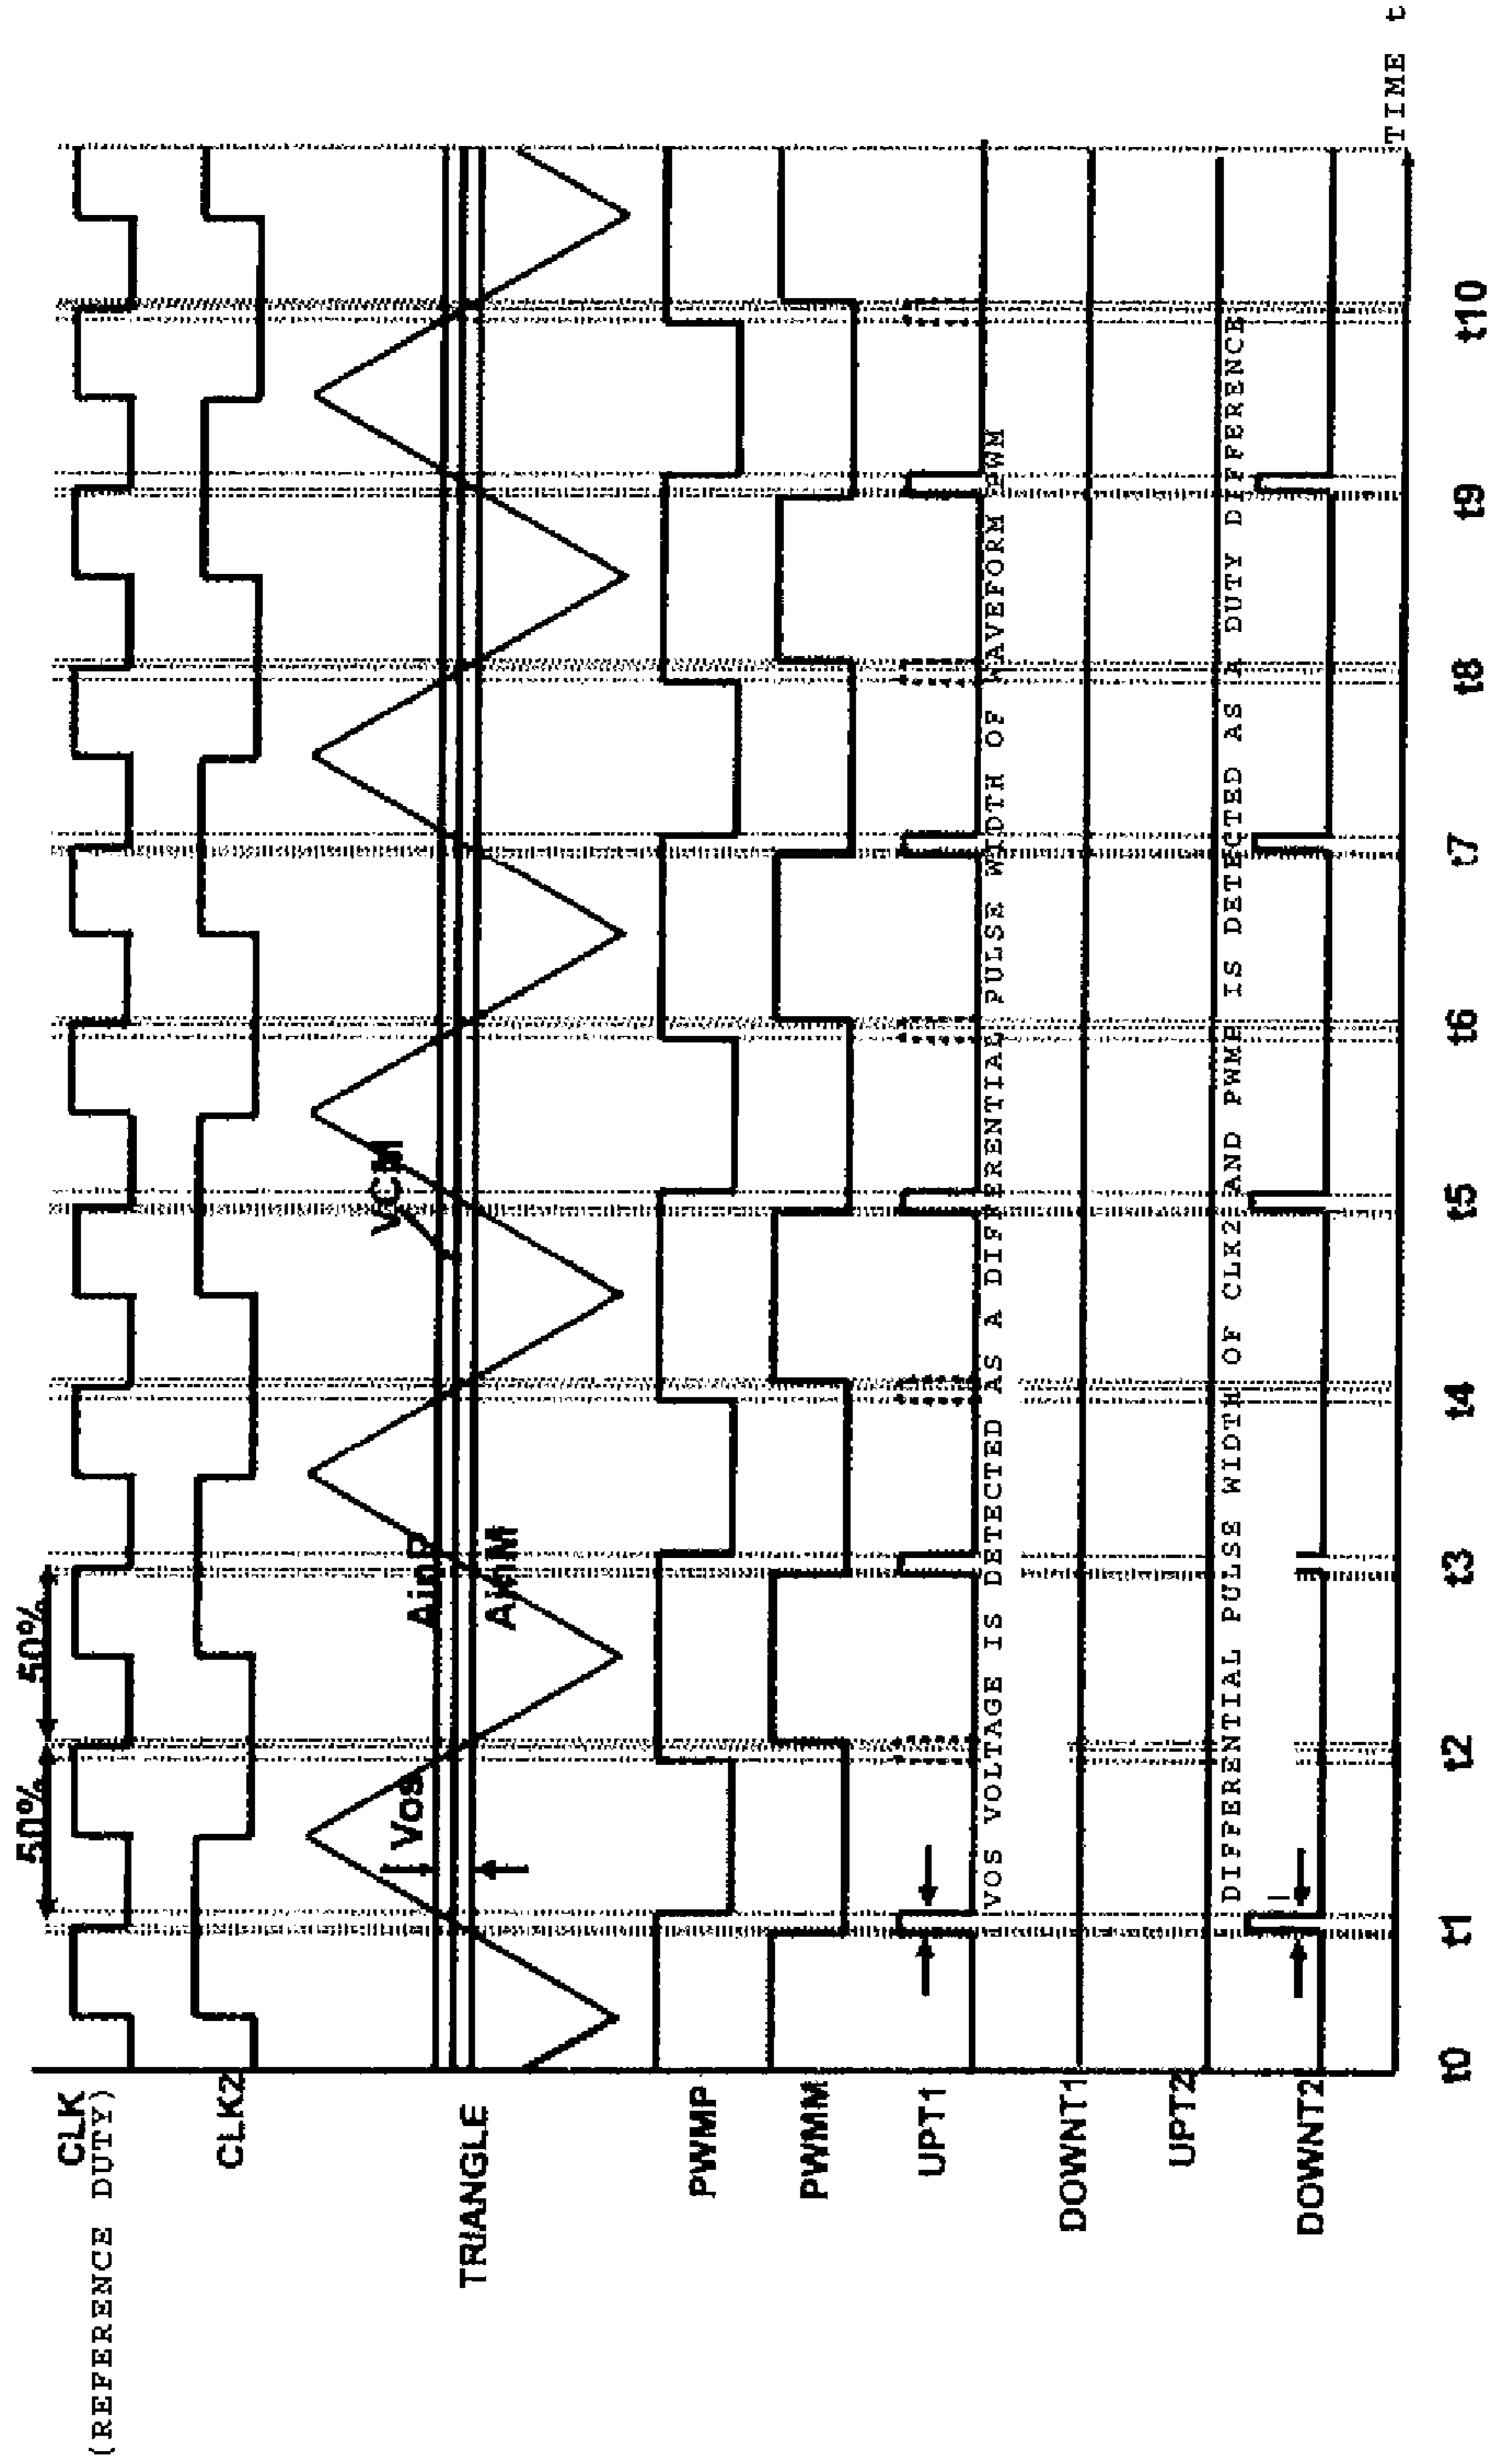 50%
50%
CLK
(REFERENCE DUTY)
CLK2
TRIANGLE
Vos
AinP
AinM
VCM
PWMP
PWMM
UPT1
VOS VOLTAGE IS DETECTED AS A DIFFERENTIAL PULSE WIDTH OF WAVEFORM PWM
DOWNT1
UPT2
DIFFERENTIAL PULSE WIDTH OF CLK2 AND PWMP IS DETECTED AS A DUTY DIFFERENCE
DOWNT2
t0
t1
t2
t3
t4
t5
t6
t7
t8
t9
t10
TIME t